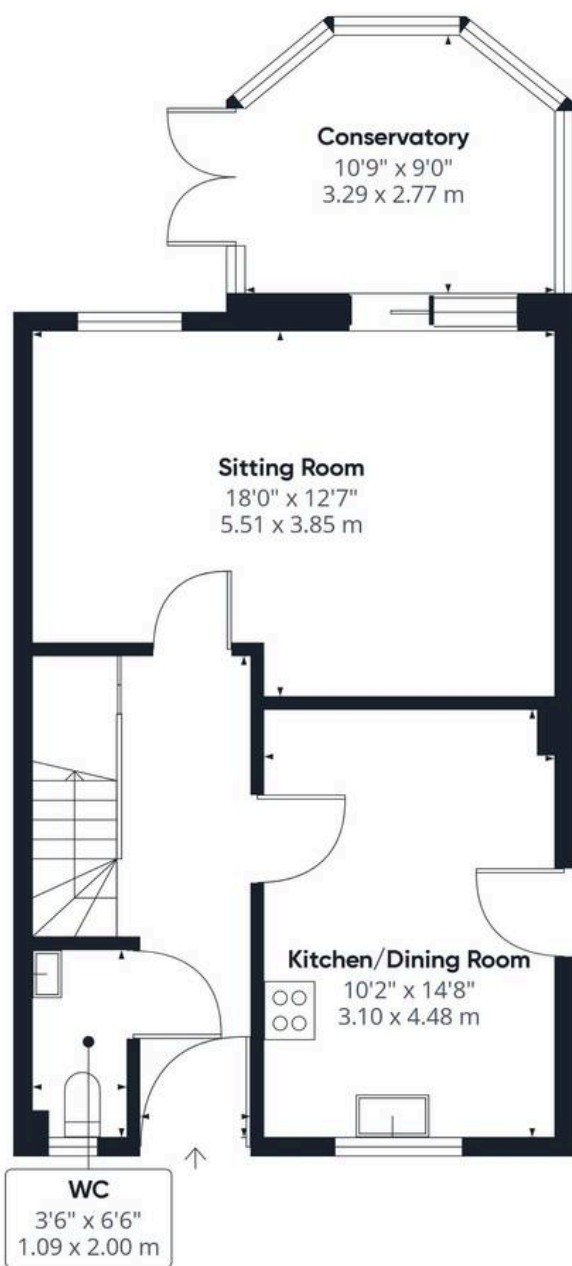 Conservatory
10'9" x 9'0"
3.29 x 2.77 m
Sitting Room
18'0" x 12'7"
5.51 x 3.85 m
Kitchen/Dining Room
10'2" x 14'8"
3.10 x 4.48 m
WC
3'6" x 6'6"
1.09 x 2.00 m